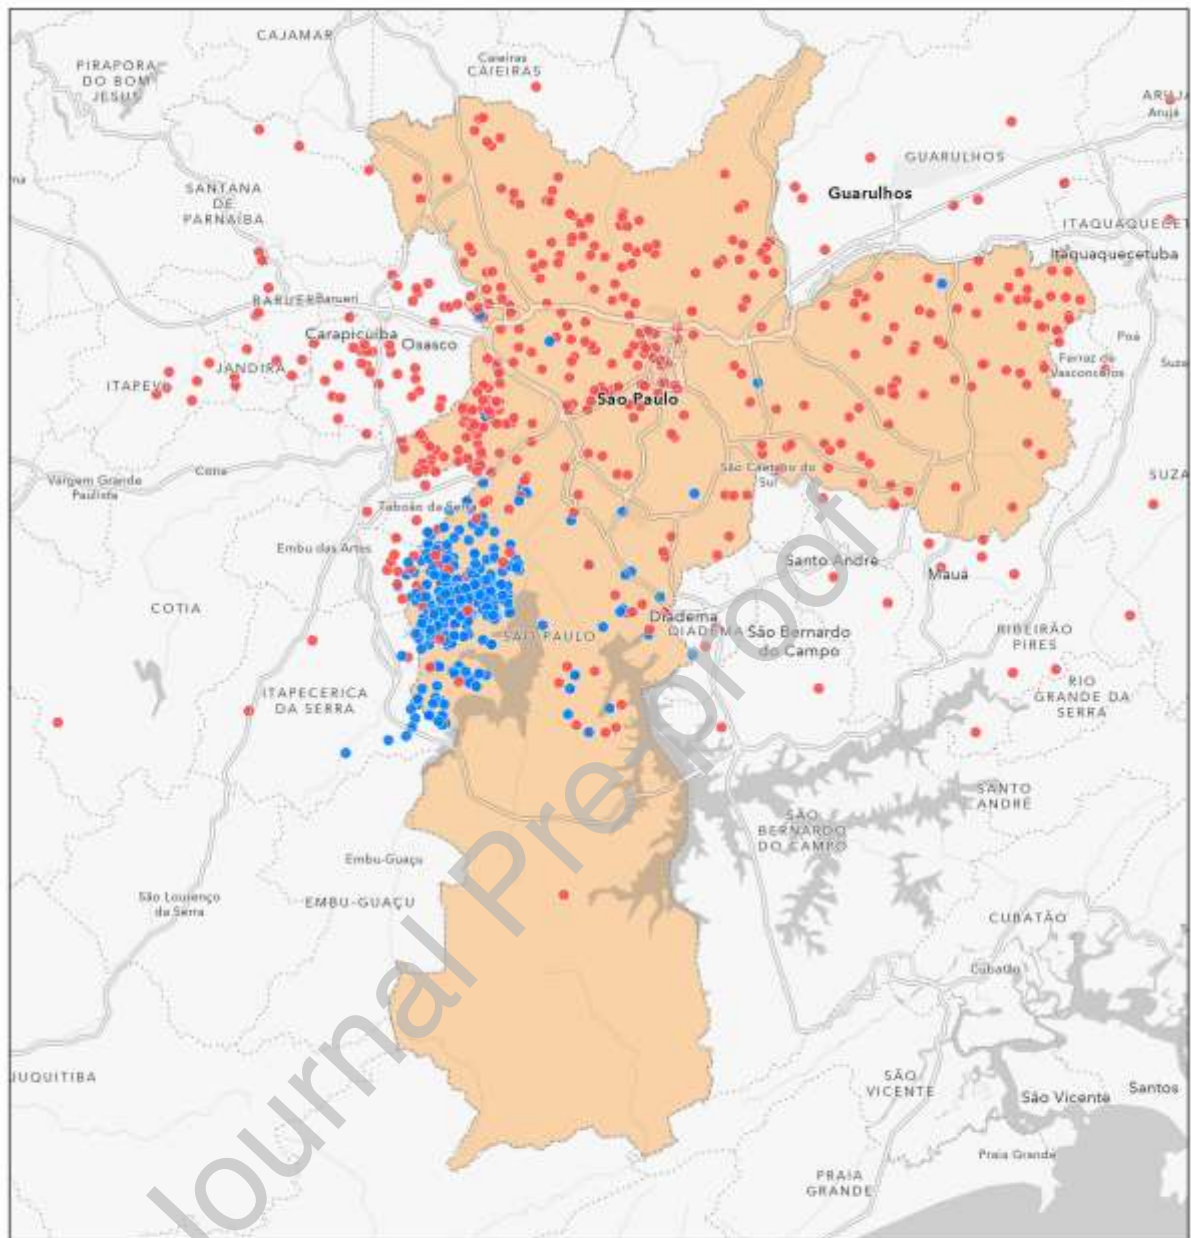 CAJAMAR
Caieiras
CAIEIRAS
PIRAPORA
DO BOM
JESUS
Arujá
GUARULHOS
Guarulhos
SANTANA
DE
PARNAÍBA
Itaquaquecetuba
Barueri
Carapicuíba
Osasco
Poá
JANDIRA
Ferraz de
Vasconcelos
ITAPEVI
São Paulo
São Caetano do
Sul
Cotia
SUZA
Vargem Grande
Paulista
Taboão da Serra
Embu das Artes
Santo André
Mauá
COTIA
Diadema
DIADEMA
SÃO PAULO
São Bernardo
do Campo
RIBEIRÃO
PIRES
ITAPECERICA
DA SERRA
RIO
GRANDE DA
SERRA
SANTO
ANDRÉ
SÃO
BERNARDO
DO CAMPO
Embu-Guaçu
São Lourenço
da Serra
EMBU-GUAÇU
CUBATÃO
Cubatão
JUQUITIBA
SÃO
VICENTE
São Vicente
Santos
Praia Grande
PRAIA
GRANDE
Journal Pre-proof